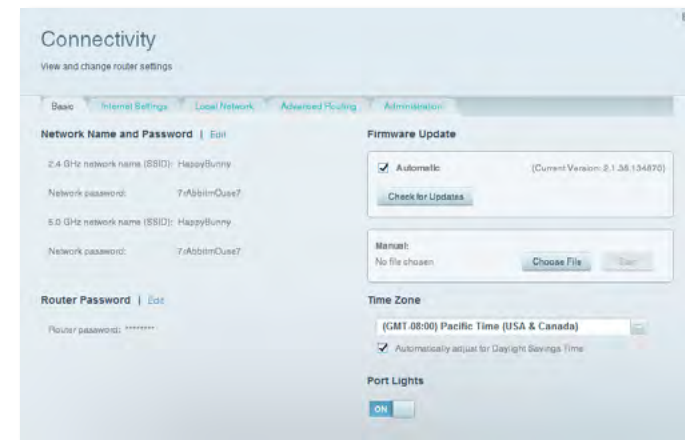 Connectivity
View and change router settings
Basic Internet Settings Local Network Advanced Routing Administration
Network Name and Password | Edit
2.4 GHz network name (SSID): HappyBunny
Network password: 7rAbbitmOuse7
5.0 GHz network name (SSID): HappyBunny
Network password: 7rAbbitmOuse7
Router Password | Edit
Router password: ********
Firmware Update
Automatic (Current Version: 2.1.38.134870)
Check for Updates
Manual:
No file chosen Choose File Start
Time Zone
(GMT-08:00) Pacific Time (USA & Canada)
Automatically adjust for Daylight Savings Time
Port Lights
ON